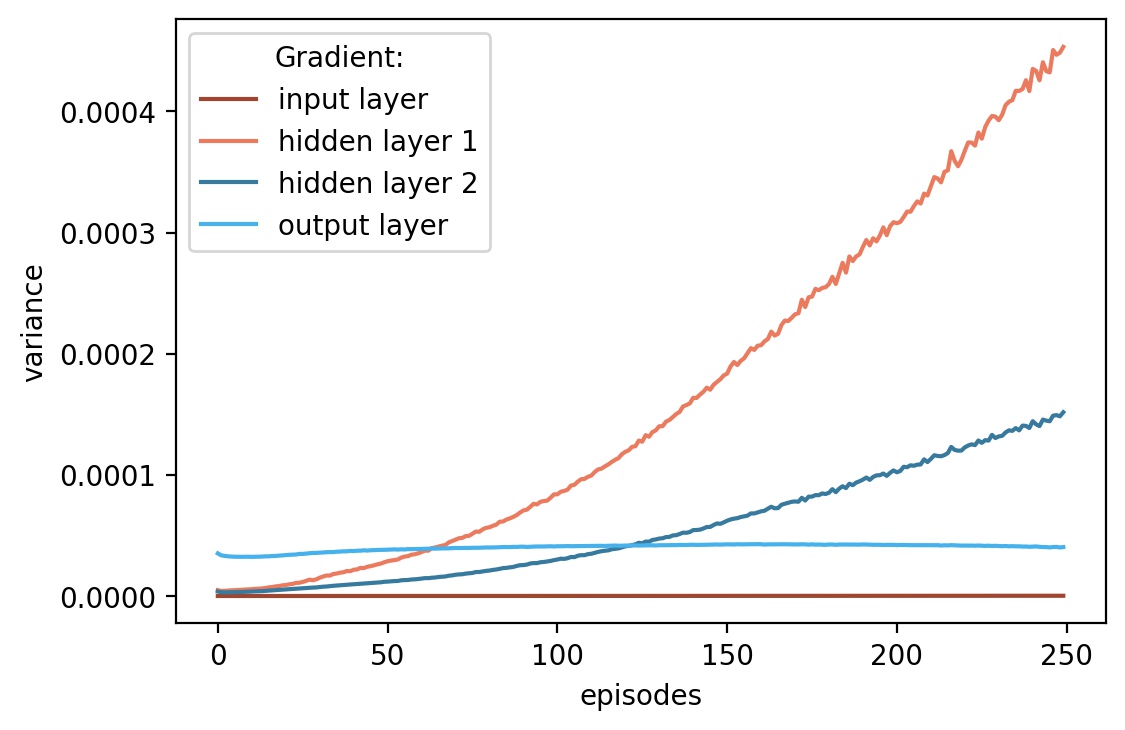 Gradient:
input layer
hidden layer 1
hidden layer 2
output layer
variance
0.0004
0.0003
0.0002
0.0001
0.0000
0 50 100 150 200 250
episodes